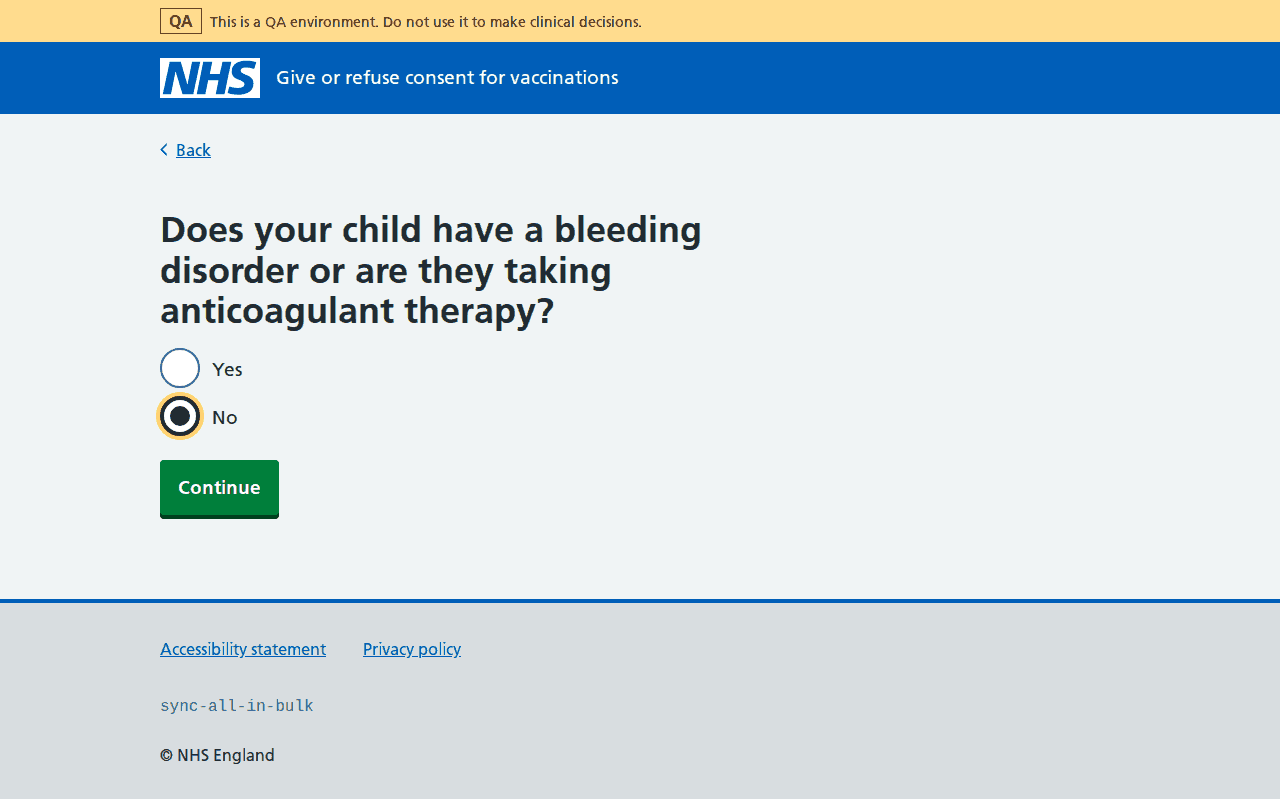 QA This is a QA environment. Do not use it to make clinical decisions.
NHS Give or refuse consent for vaccinations
Back
Does your child have a bleeding
disorder or are they taking
anticoagulant therapy?
Yes
No
Continue
Accessibility statement Privacy policy
sync-all-in-bulk
© NHS England